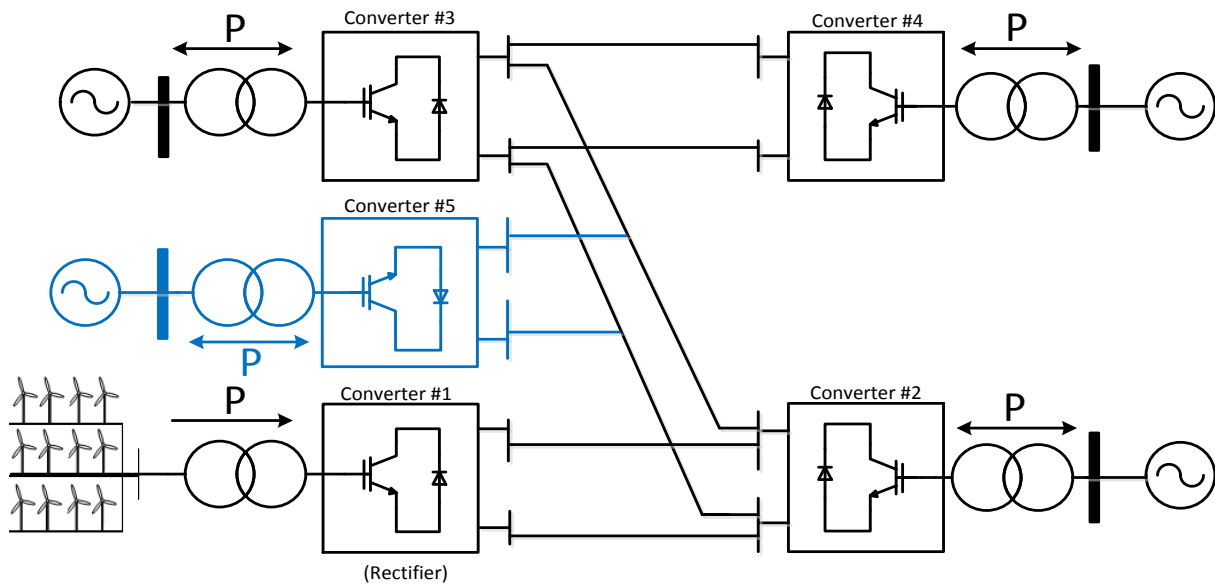 Converter #3
Converter #4
P
P
Converter #5
P
Converter #1
Converter #2
P
P
(Rectifier)